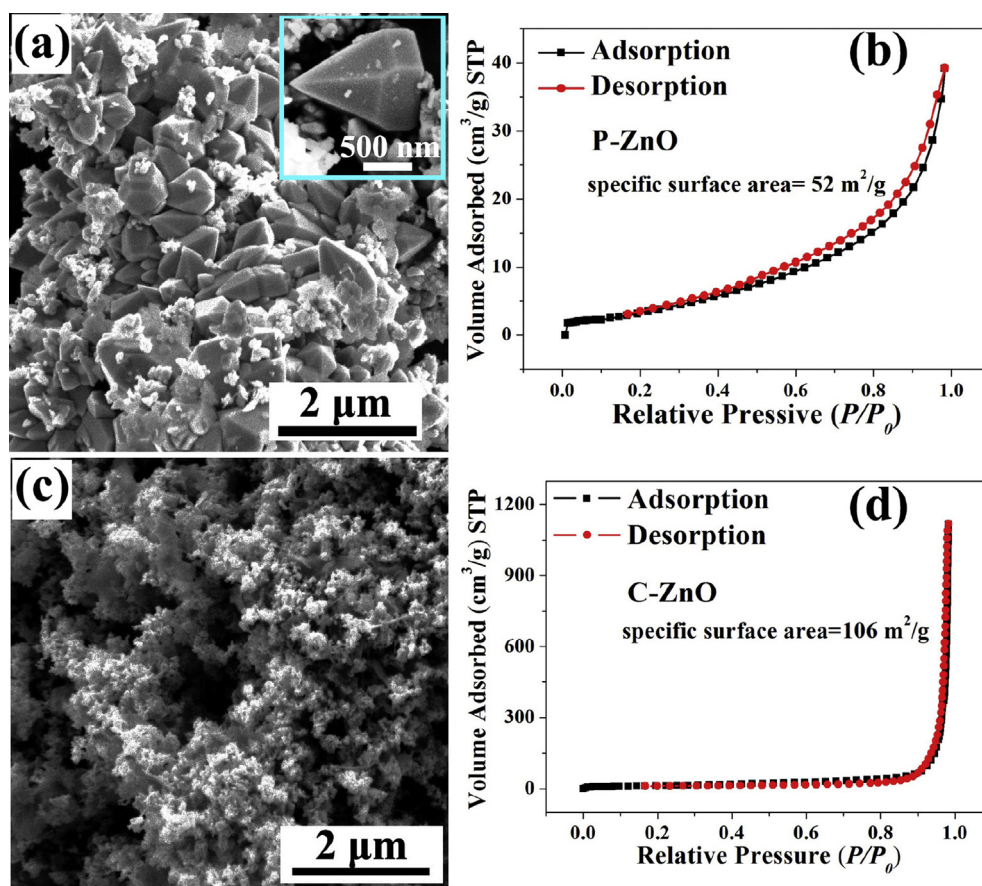 (a)
500 nm
2 μm
(b)
Adsorption
Desorption
P-ZnO
specific surface area= 52 m²/g
Volume Adsorbed (cm³/g) STP
40
30
20
10
0
0.0 0.2 0.4 0.6 0.8 1.0
Relative Pressive (P/P₀)
(c)
2 μm
(d)
Adsorption
Desorption
C-ZnO
specific surface area=106 m²/g
Volume Adsorbed (cm³/g) STP
1200
900
600
300
0
0.0 0.2 0.4 0.6 0.8 1.0
Relative Pressure (P/P₀)